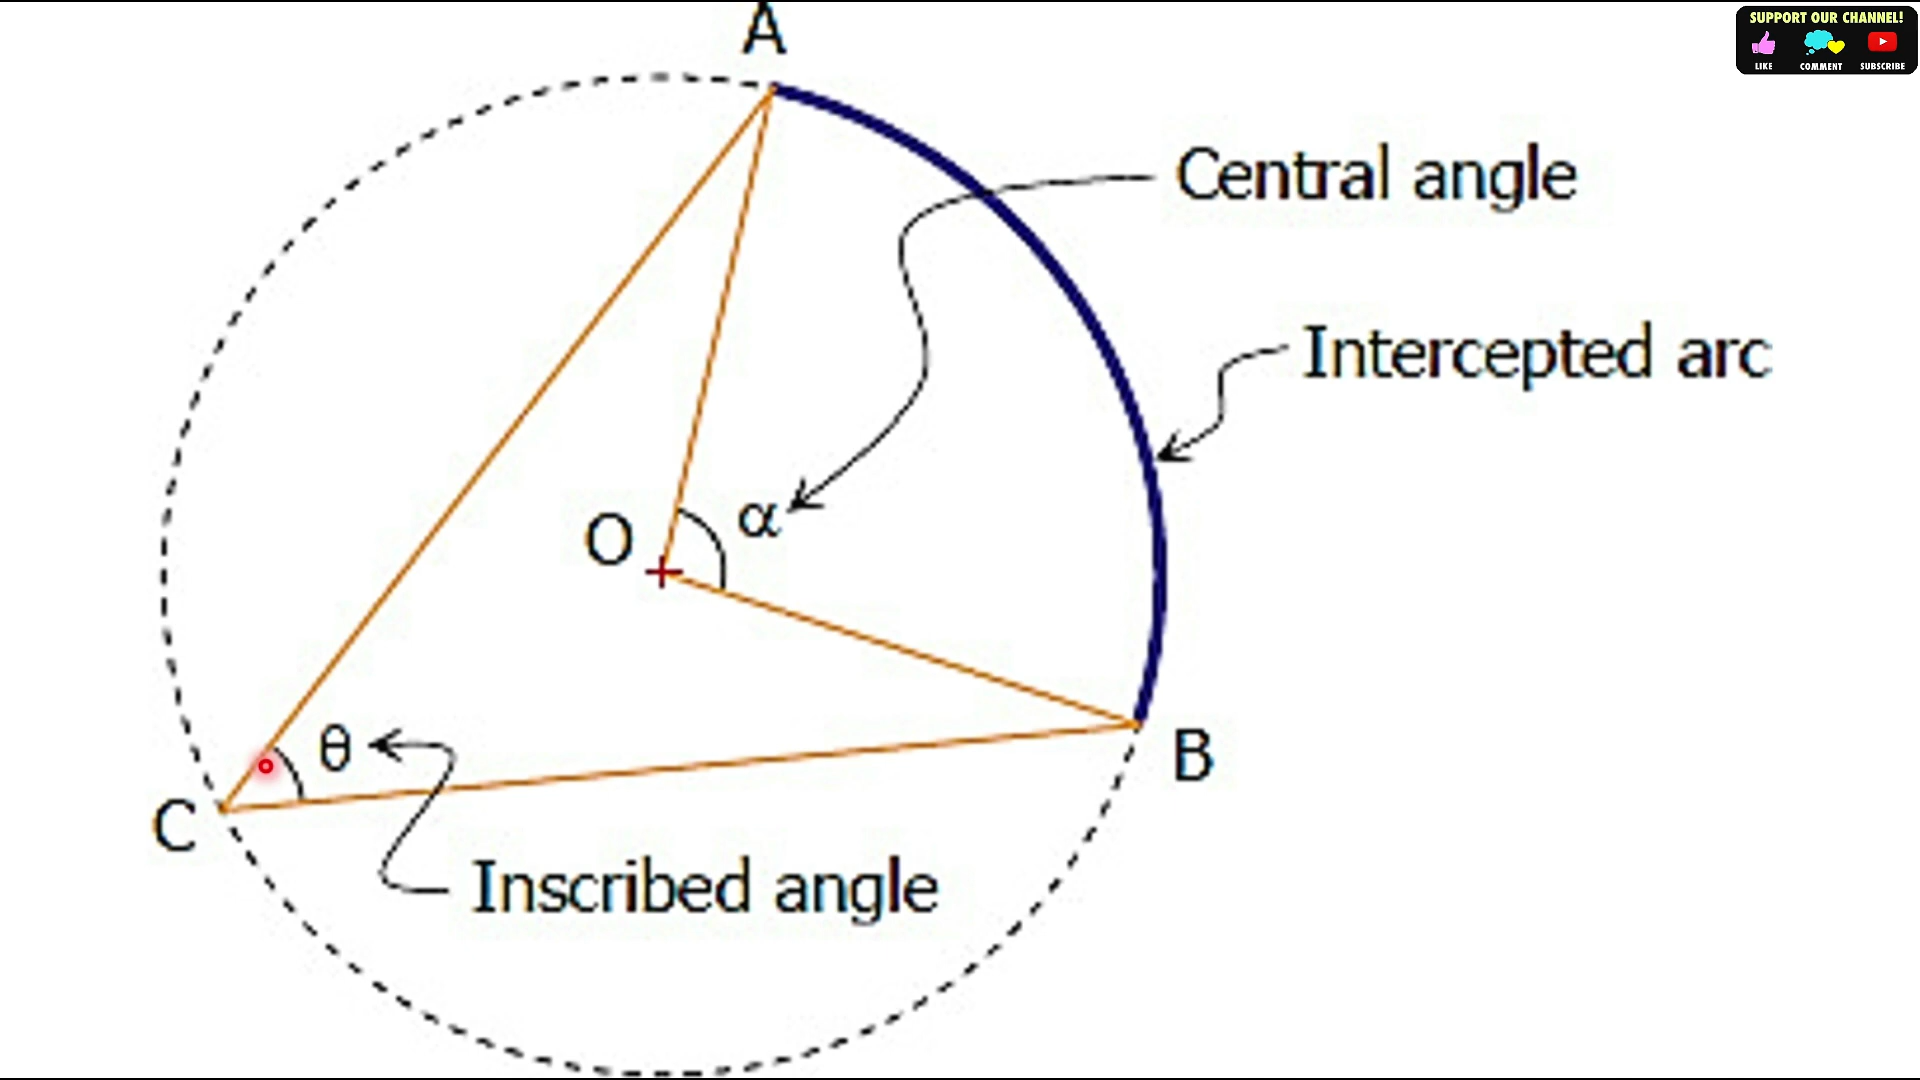 SUPPORT OUR CHANNEL!
LIKE COMMENT SUBSCRIBE
A
Central angle
Intercepted arc
O α
θ
B
C
Inscribed angle